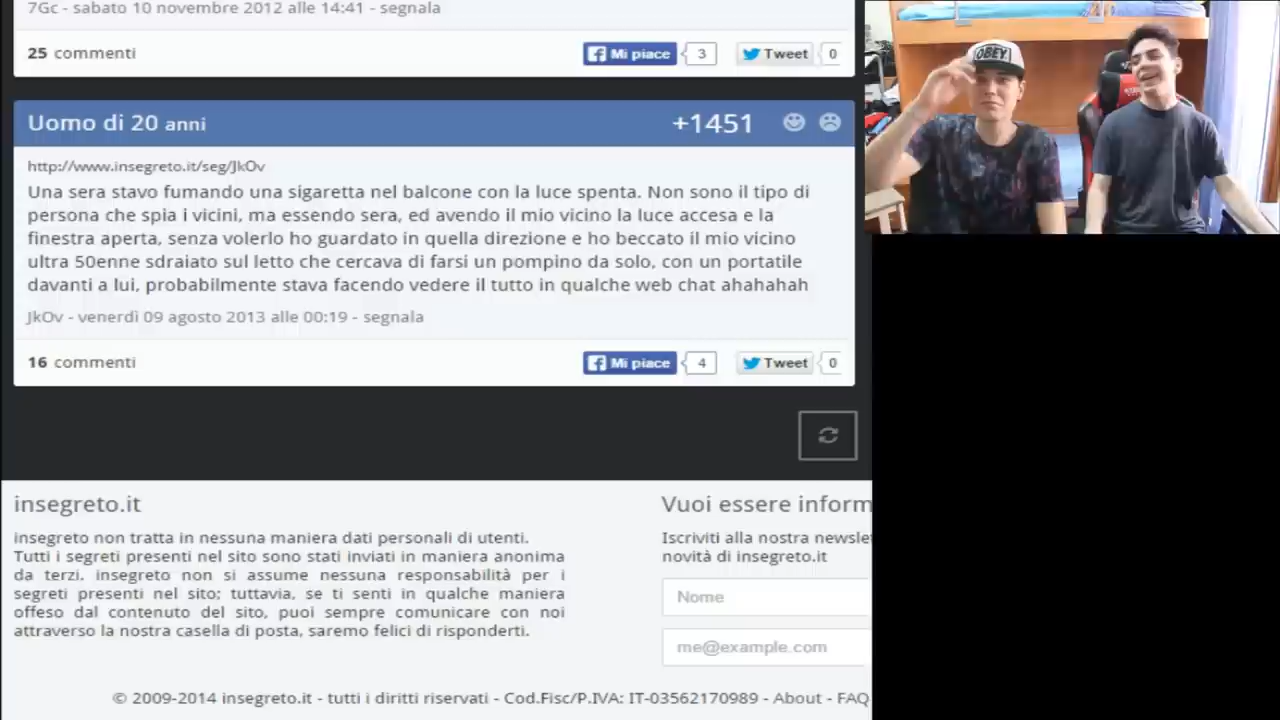 7Gc - sabato 10 novembre 2012 alle 14:41 - segnala
25 commenti
Mi piace 3 Tweet 0
Uomo di 20 anni +1451
http://www.insegreto.it/seg/JkOv
Una sera stavo fumando una sigaretta nel balcone con la luce spenta. Non sono il tipo di
persona che spia i vicini, ma essendo sera, ed avendo il mio vicino la luce accesa e la
finestra aperta, senza volerlo ho guardato in quella direzione e ho beccato il mio vicino
ultra 50enne sdraiato sul letto che cercava di farsi un pompino da solo, con un portatile
davanti a lui, probabilmente stava facendo vedere il tutto in qualche web chat ahahahah
JkOv - venerdì 09 agosto 2013 alle 00:19 - segnala
16 commenti
Mi piace 4 Tweet 0
OBEY
insegreto.it
insegreto non tratta in nessuna maniera dati personali di utenti.
Tutti i segreti presenti nel sito sono stati inviati in maniera anonima
da terzi. insegreto non si assume nessuna responsabilità per i
segreti presenti nel sito; tuttavia, se ti senti in qualche maniera
offeso dal contenuto del sito, puoi sempre comunicare con noi
attraverso la nostra casella di posta, saremo felici di risponderti.
Vuoi essere inform
Iscriviti alla nostra newslet
novità di insegreto.it
Nome
me@example.com
© 2009-2014 insegreto.it - tutti i diritti riservati - Cod.Fisc/P.IVA: IT-03562170989 - About - FAQ